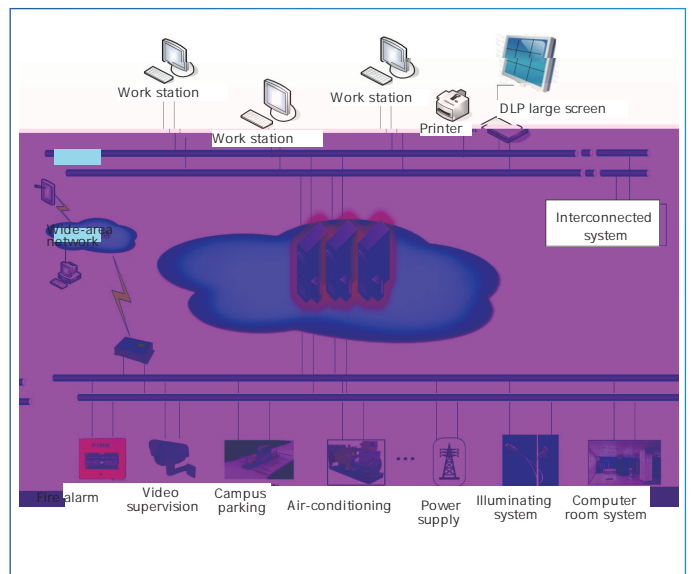 Work station
Work station
Work station
Printer
DLP large screen
Wide-area
network
Interconnected
system
FIRE
Fire alarm
Video
supervision
Campus
parking
Air-conditioning
Power
supply
Illuminating
system
Computer
room system